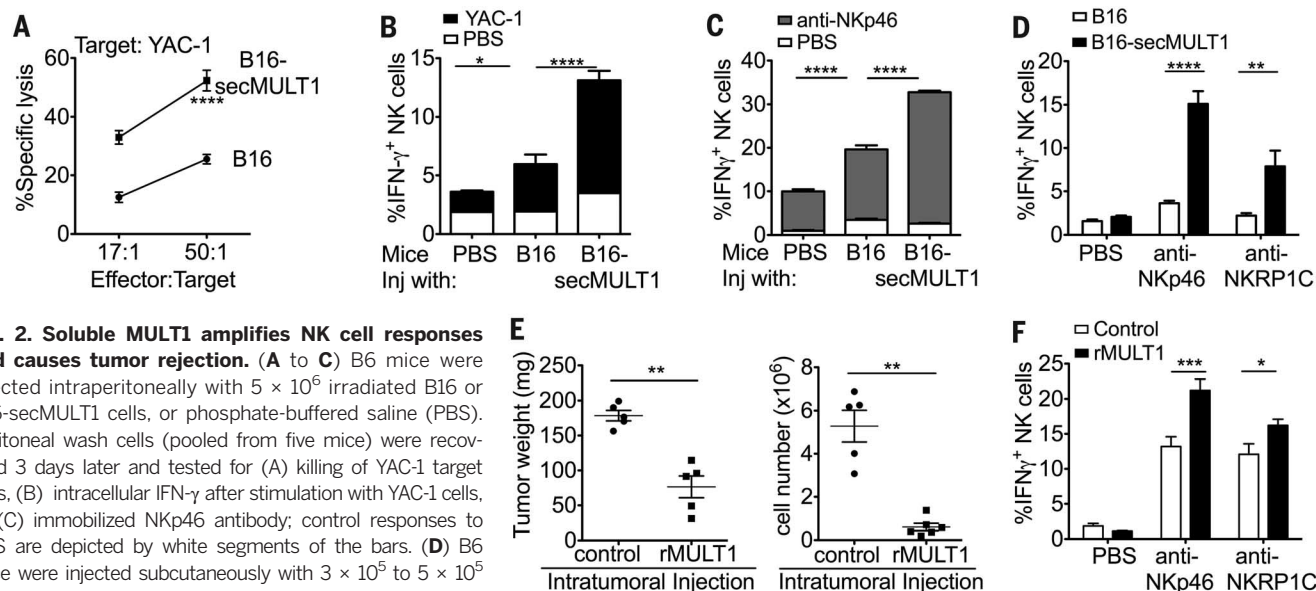 A
Target: YAC-1
B16-
secMULT1
****
B16
%Specific lysis
60
40
20
0
17:1 50:1
Effector:Target
B
YAC-1
PBS
* ****
%IFN-γ+ NK cells
15
10
5
0
Mice PBS B16 B16-
Inj with: secMULT1
C
anti-NKp46
PBS
**** ****
%IFNγ+ NK cells
40
30
20
10
0
Mice PBS B16 B16-
Inj with: secMULT1
D
B16
B16-secMULT1
**** **
%IFNγ+ NK cells
20
15
10
5
0
PBS anti- anti-
NKp46 NKRP1C
. 2. Soluble MULT1 amplifies NK cell responses
d causes tumor rejection. (A to C) B6 mice were
ected intraperitoneally with 5 × 10⁶ irradiated B16 or
6-secMULT1 cells, or phosphate-buffered saline (PBS).
itoneal wash cells (pooled from five mice) were recov-
d 3 days later and tested for (A) killing of YAC-1 target
s, (B) intracellular IFN-γ after stimulation with YAC-1 cells,
(C) immobilized NKp46 antibody; control responses to
S are depicted by white segments of the bars. (D) B6
e were injected subcutaneously with 3 × 10⁵ to 5 × 10⁵
E
**
Tumor weight (mg)
250
200
150
100
50
0
control rMULT1
Intratumoral Injection
**
cell number (x10⁶)
8
6
4
2
0
control rMULT1
Intratumoral Injection
F
Control
rMULT1
*** *
%IFNγ+ NK cells
25
20
15
10
5
0
PBS anti- anti-
NKp46 NKRP1C